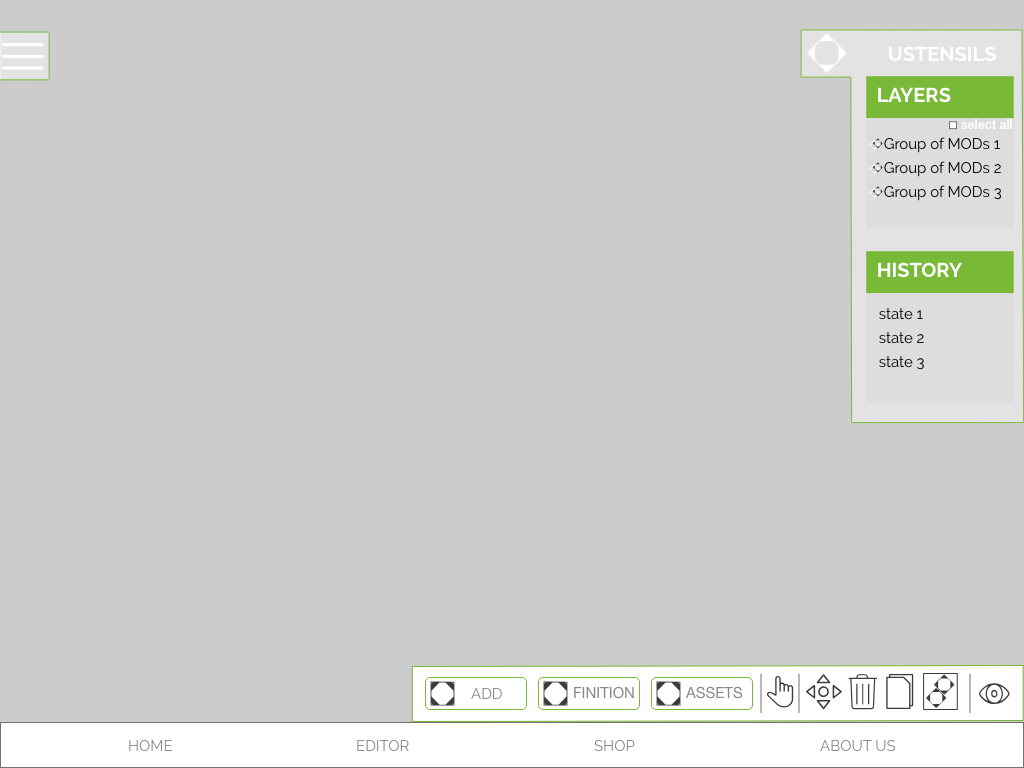 USTENSILS
LAYERS
select all
Group of MODs 1
Group of MODs 2
Group of MODs 3
HISTORY
state 1
state 2
state 3
ADD FINITION ASSETS
HOME EDITOR SHOP ABOUT US